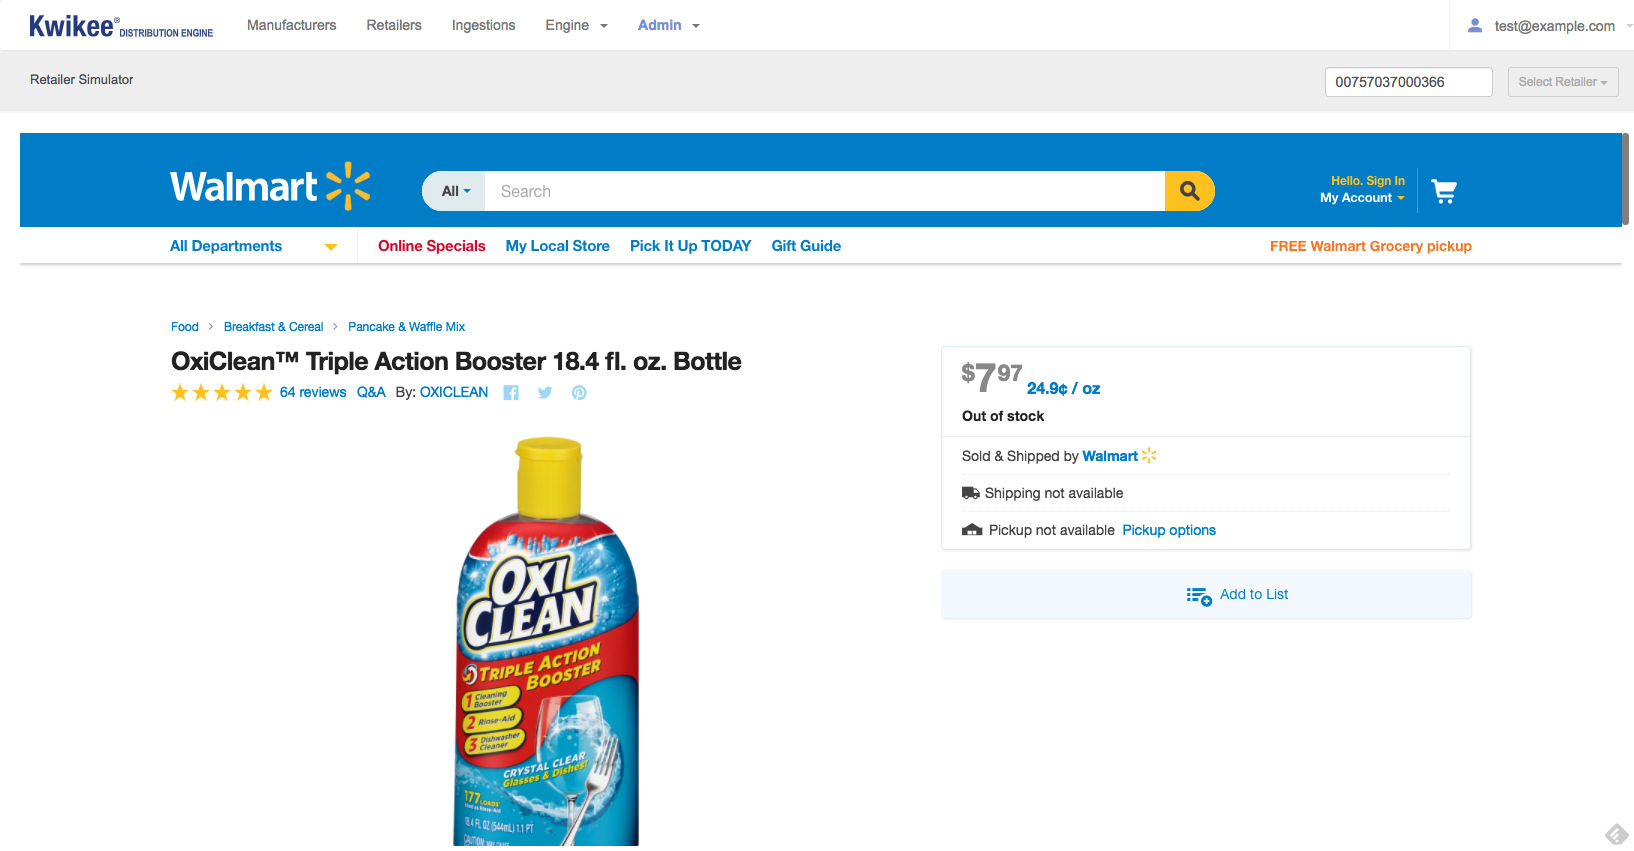 Kwikee® DISTRIBUTION ENGINE Manufacturers Retailers Ingestions Engine Admin test@example.com
Retailer Simulator 00757037000366 Select Retailer
Walmart All Search Hello. Sign In
My Account
All Departments Online Specials My Local Store Pick It Up TODAY Gift Guide FREE Walmart Grocery pickup
Food > Breakfast & Cereal > Pancake & Waffle Mix
OxiClean™ Triple Action Booster 18.4 fl. oz. Bottle
64 reviews Q&A By: OXICLEAN
$797 24.9¢ / oz
Out of stock
Sold & Shipped by Walmart
Shipping not available
Pickup not available Pickup options
Add to List
OXI
CLEAN
TRIPLE ACTION
BOOSTER
1 Cleaning Booster
2 Rinse-Aid
3 Dishwasher Cleaner
CRYSTAL CLEAR
Glasses & Dishes!
177 LOADS
18.4 FL OZ (544mL) 1.1 PT